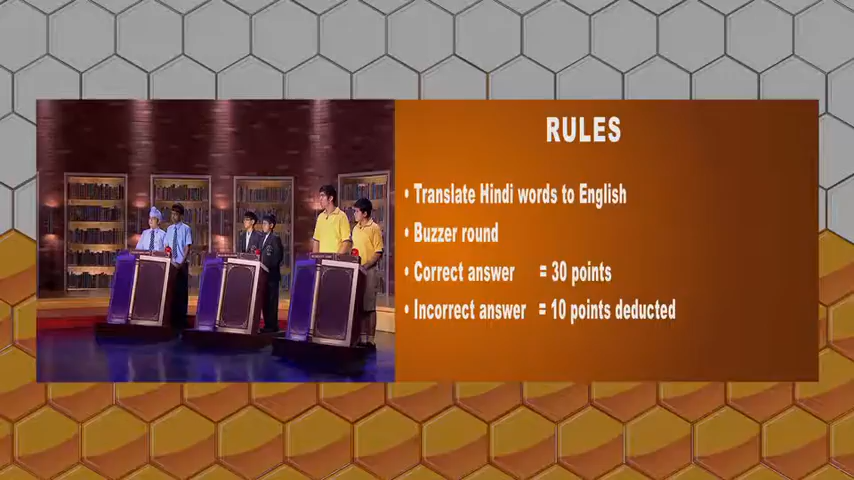 RULES
• Translate Hindi words to English
• Buzzer round
• Correct answer = 30 points
• Incorrect answer = 10 points deducted